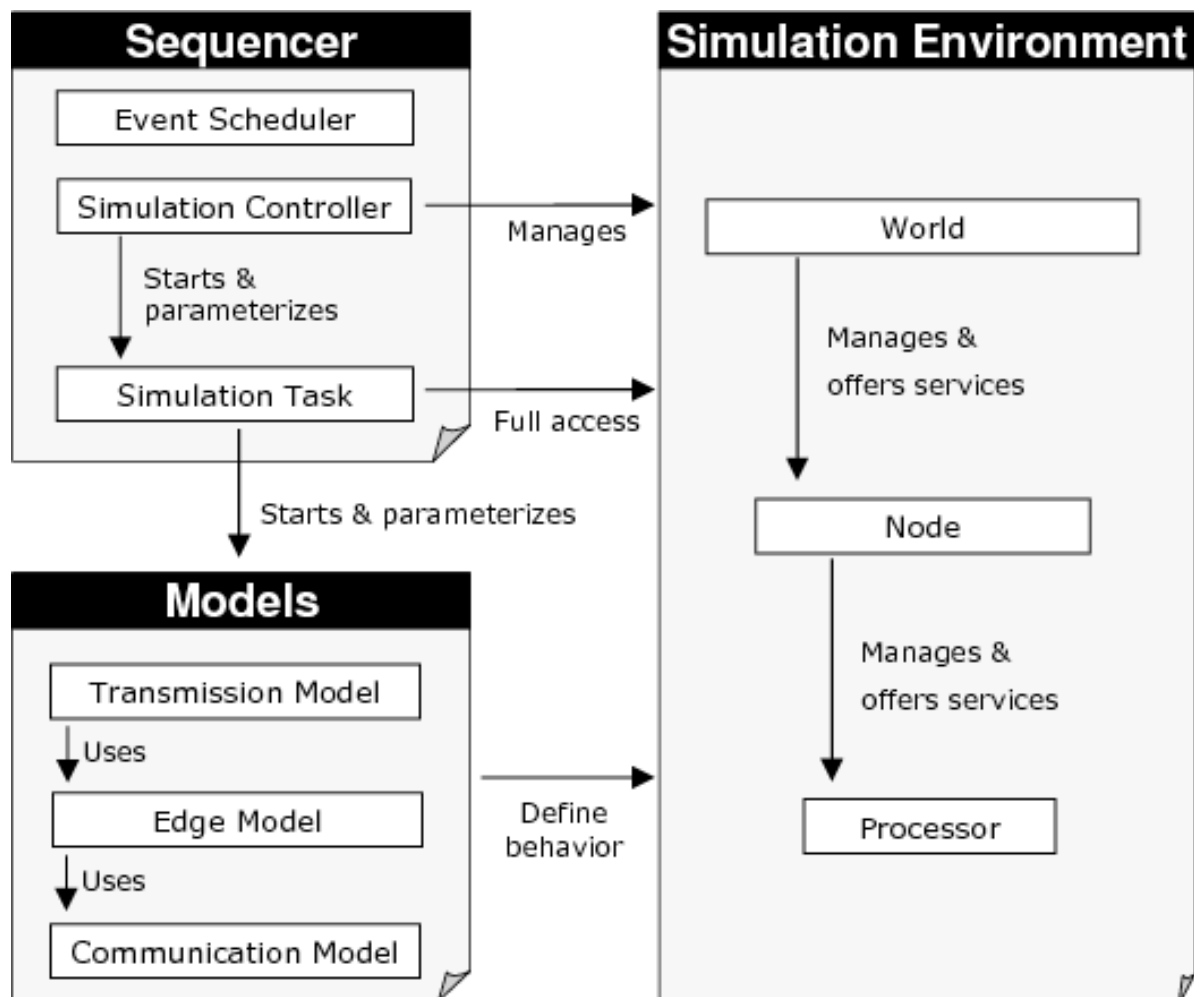 Sequencer
Event Scheduler
Simulation Controller
Starts &
parameterizes
Simulation Task
Manages
Full access
Starts & parameterizes
Models
Transmission Model
Uses
Edge Model
Uses
Communication Model
Define
behavior
Simulation Environment
World
Manages &
offers services
Node
Manages &
offers services
Processor